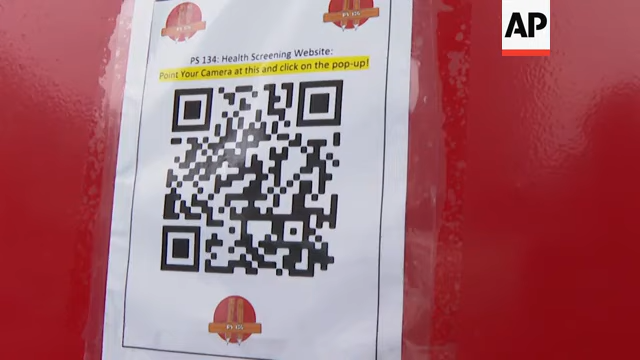 AP
PS 134: Health Screening Website:
Point Your Camera at this and click on the pop-up!